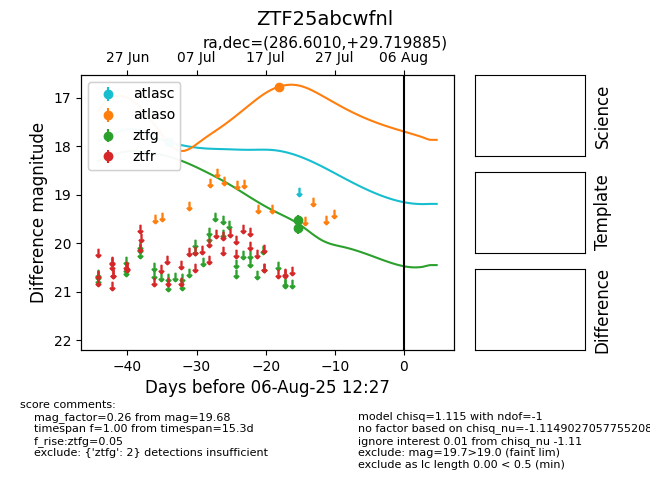 ZTF25abcwfnl
ra,dec=(286.6010,+29.719885)
27 Jun 07 Jul 17 Jul 27 Jul 06 Aug
atlasc
atlaso
ztfg
ztfr
17
18
19
20
21
22
Difference magnitude
−40 −30 −20 −10 0
Days before 06-Aug-25 12:27
Science
Template
Difference
score comments:
mag_factor=0.26 from mag=19.68
timespan f=1.00 from timespan=15.3d
f_rise:ztfg=0.05
exclude: {'ztfg': 2} detections insufficient
model chisq=1.115 with ndof=-1
no factor based on chisq_nu=-1.1149027057755208
ignore interest 0.01 from chisq_nu -1.11
exclude: mag=19.7>19.0 (faint lim)
exclude as lc length 0.00 < 0.5 (min)